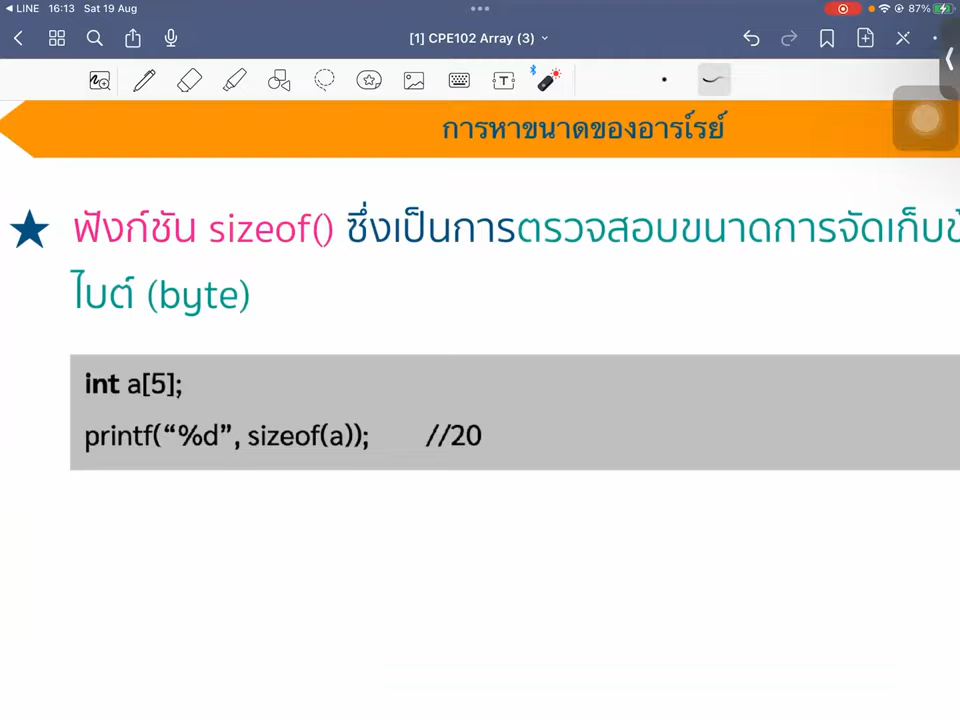 LINE 16:13 Sat 19 Aug 87%
[1] CPE102 Array (3)
T
การหาขนาดของอาร์เรย์
ฟังก์ชัน sizeof() ซึ่งเป็นการตรวจสอบขนาดการจัดเก็บ
ไบต์ (byte)
int a[5];
printf(“%d”, sizeof(a)); //20